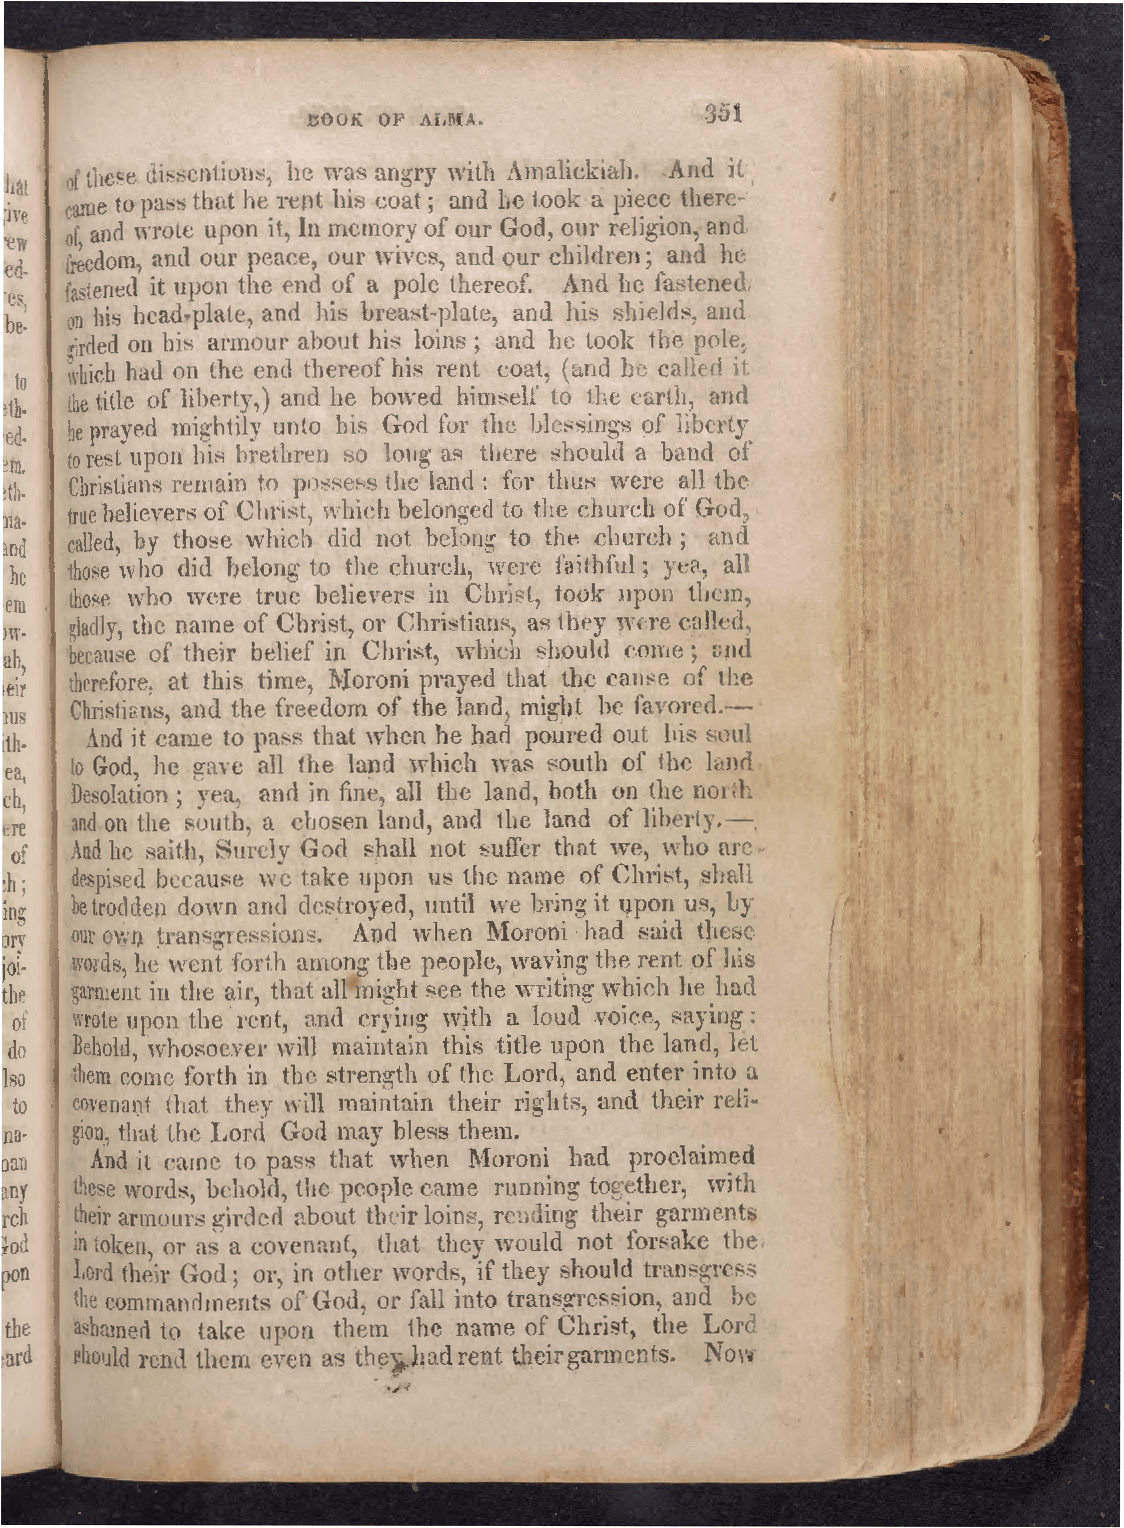 BOOK OF ALMA. 351
of these dissentions, he was angry with Amalickiah. And it
came to pass that he rent his coat; and he took a piece there-
of, and wrote upon it, In memory of our God, our religion, and
freedom, and our peace, our wives, and our children; and he
fastened it upon the end of a pole thereof. And he fastened
on his head-plate, and his breast-plate, and his shields, and
girded on his armour about his loins; and he took the pole,
which had on the end thereof his rent coat, (and he called it
the title of liberty,) and he bowed himself to the earth, and
he prayed mightily unto his God for the blessings of liberty
to rest upon his brethren so long as there should a band of
Christians remain to possess the land: for thus were all the
true believers of Christ, which belonged to the church of God,
called, by those which did not belong to the church; and
those who did belong to the church, were faithful; yea, all
those who were true believers in Christ, took upon them,
gladly, the name of Christ, or Christians, as they were called,
because of their belief in Christ, which should come; and
therefore, at this time, Moroni prayed that the cause of the
Christians, and the freedom of the land, might be favored.—
And it came to pass that when he had poured out his soul
to God, he gave all the land which was south of the land
Desolation; yea, and in fine, all the land, both on the north
and on the south, a chosen land, and the land of liberty.—
And he saith, Surely God shall not suffer that we, who are
despised because we take upon us the name of Christ, shall
be trodden down and destroyed, until we bring it upon us, by
our own transgressions. And when Moroni had said these
words, he went forth among the people, waving the rent of his
garment in the air, that all might see the writing which he had
wrote upon the rent, and crying with a loud voice, saying:
Behold, whosoever will maintain this title upon the land, let
them come forth in the strength of the Lord, and enter into a
covenant that they will maintain their rights, and their reli-
gion, that the Lord God may bless them.
And it came to pass that when Moroni had proclaimed
these words, behold, the people came running together, with
their armours girded about their loins, rending their garments
in token, or as a covenant, that they would not forsake the
Lord their God; or, in other words, if they should transgress
the commandments of God, or fall into transgression, and be
ashamed to take upon them the name of Christ, the Lord
should rend them even as they had rent their garments. Now